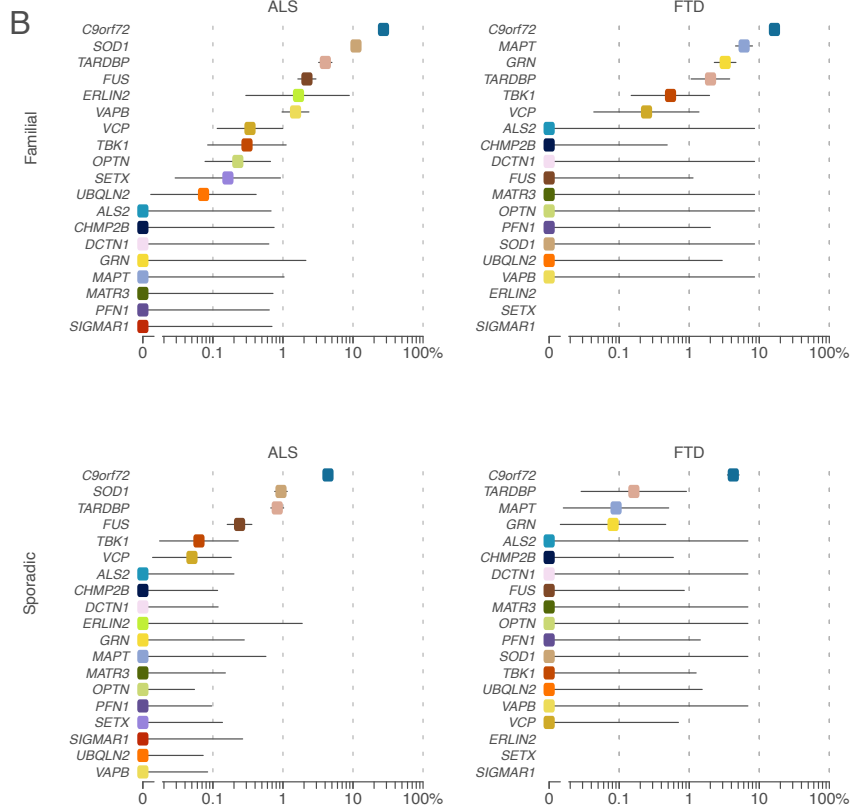 B
ALS
C9orf72
SOD1
TARDBP
FUS
ERLIN2
VAPB
VCP
TBK1
OPTN
SETX
UBQLN2
ALS2
CHMP2B
DCTN1
GRN
MAPT
MATR3
PFN1
SIGMAR1
0 0.1 1 10 100%
Familial
FTD
C9orf72
MAPT
GRN
TARDBP
TBK1
VCP
ALS2
CHMP2B
DCTN1
FUS
MATR3
OPTN
PFN1
SOD1
UBQLN2
VAPB
ERLIN2
SETX
SIGMAR1
0 0.1 1 10 100%
ALS
C9orf72
SOD1
TARDBP
FUS
TBK1
VCP
ALS2
CHMP2B
DCTN1
ERLIN2
GRN
MAPT
MATR3
OPTN
PFN1
SETX
SIGMAR1
UBQLN2
VAPB
0 0.1 1 10 100%
Sporadic
FTD
C9orf72
TARDBP
MAPT
GRN
ALS2
CHMP2B
DCTN1
FUS
MATR3
OPTN
PFN1
SOD1
TBK1
UBQLN2
VAPB
VCP
ERLIN2
SETX
SIGMAR1
0 0.1 1 10 100%